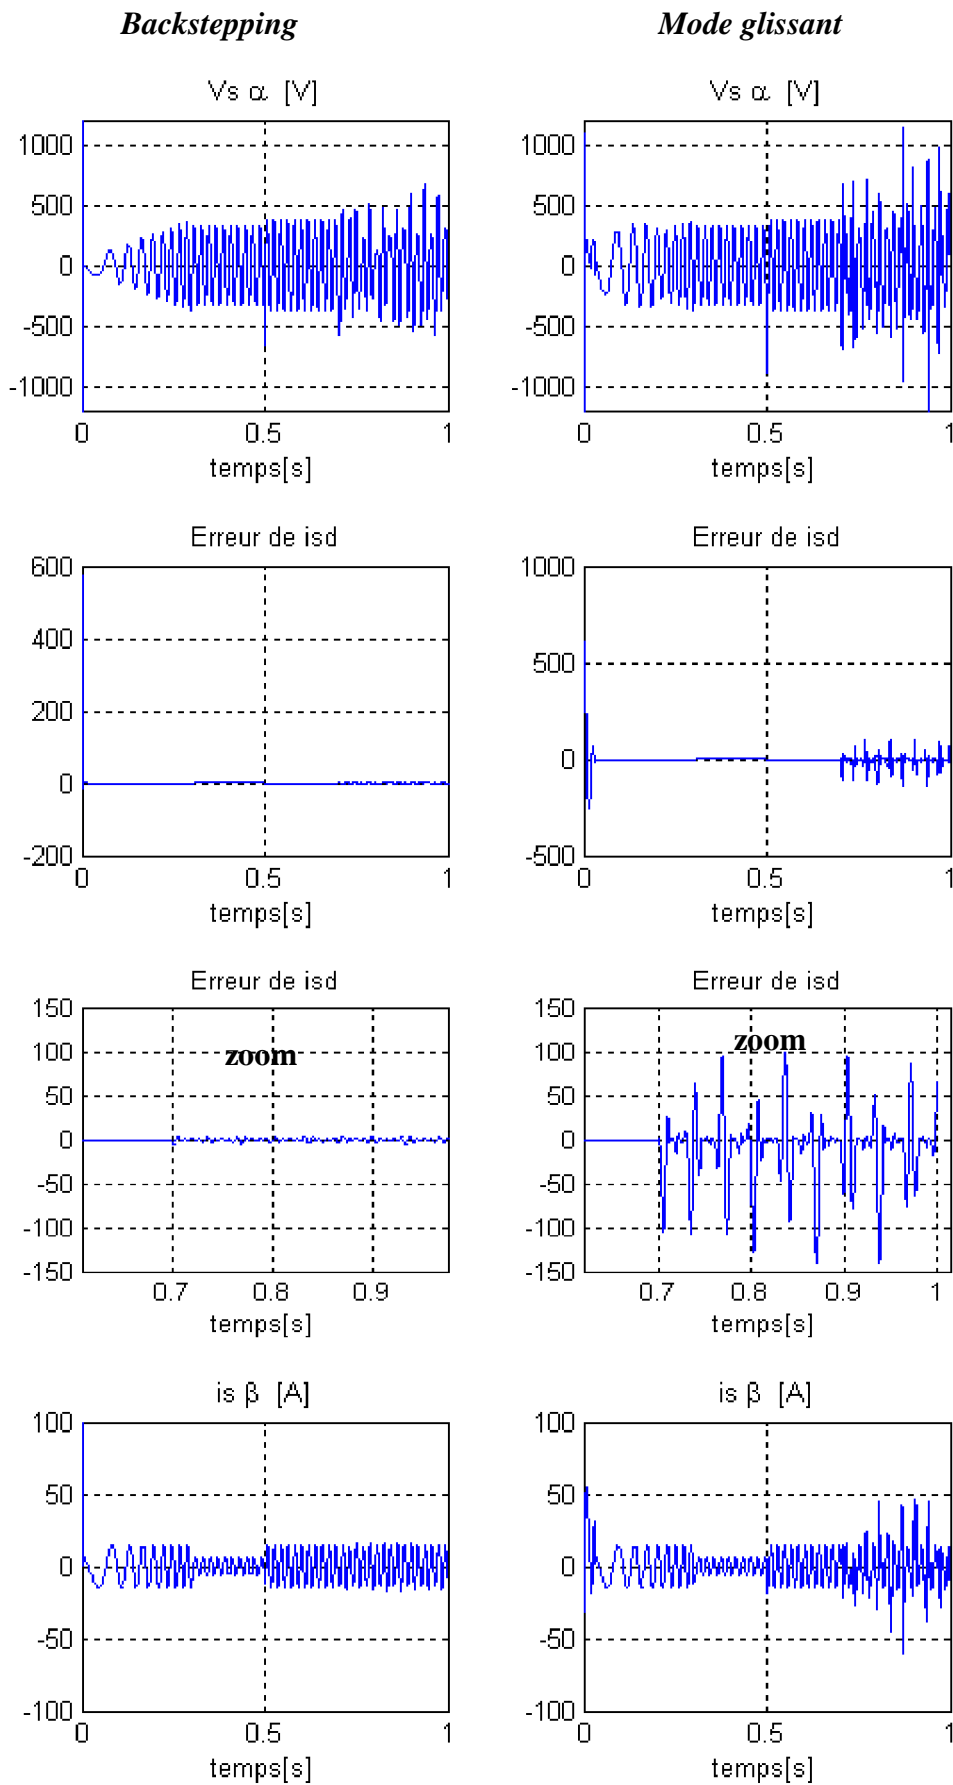 Backstepping Mode glissant
Vs α [V] Vs α [V]
1000 1000
500 500
0 0
-500 -500
-1000 -1000
0 0.5 1 0 0.5 1
temps[s] temps[s]
Erreur de isd Erreur de isd
600 1000
400
500
200
0 0
-200 -500
0 0.5 1 0 0.5 1
temps[s] temps[s]
Erreur de isd Erreur de isd
150 150
100 zoom 100 zoom
50 50
0 0
-50 -50
-100 -100
-150 -150
0.7 0.8 0.9 0.7 0.8 0.9 1
temps[s] temps[s]
is β [A] is β [A]
100 100
50 50
0 0
-50 -50
-100 -100
0 0.5 1 0 0.5 1
temps[s] temps[s]